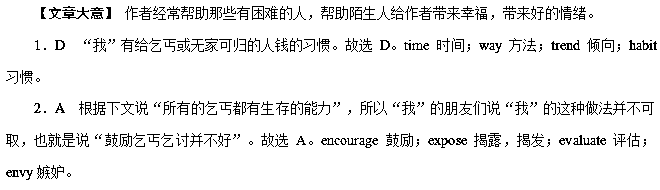 【文章大意】 作者经常帮助那些有困难的人，帮助陌生人给作者带来幸福，带来好的情绪。
1．D “我”有给乞丐或无家可归的人钱的习惯。故选 D。time 时间；way 方法；trend 倾向；habit
习惯。
2．A 根据下文说“所有的乞丐都有生存的能力”，所以“我”的朋友们说“我”的这种做法并不可
取，也就是说“鼓励乞丐乞讨并不好”。故选 A。encourage 鼓励；expose 揭露，揭发；evaluate 评估；
envy 嫉妒。